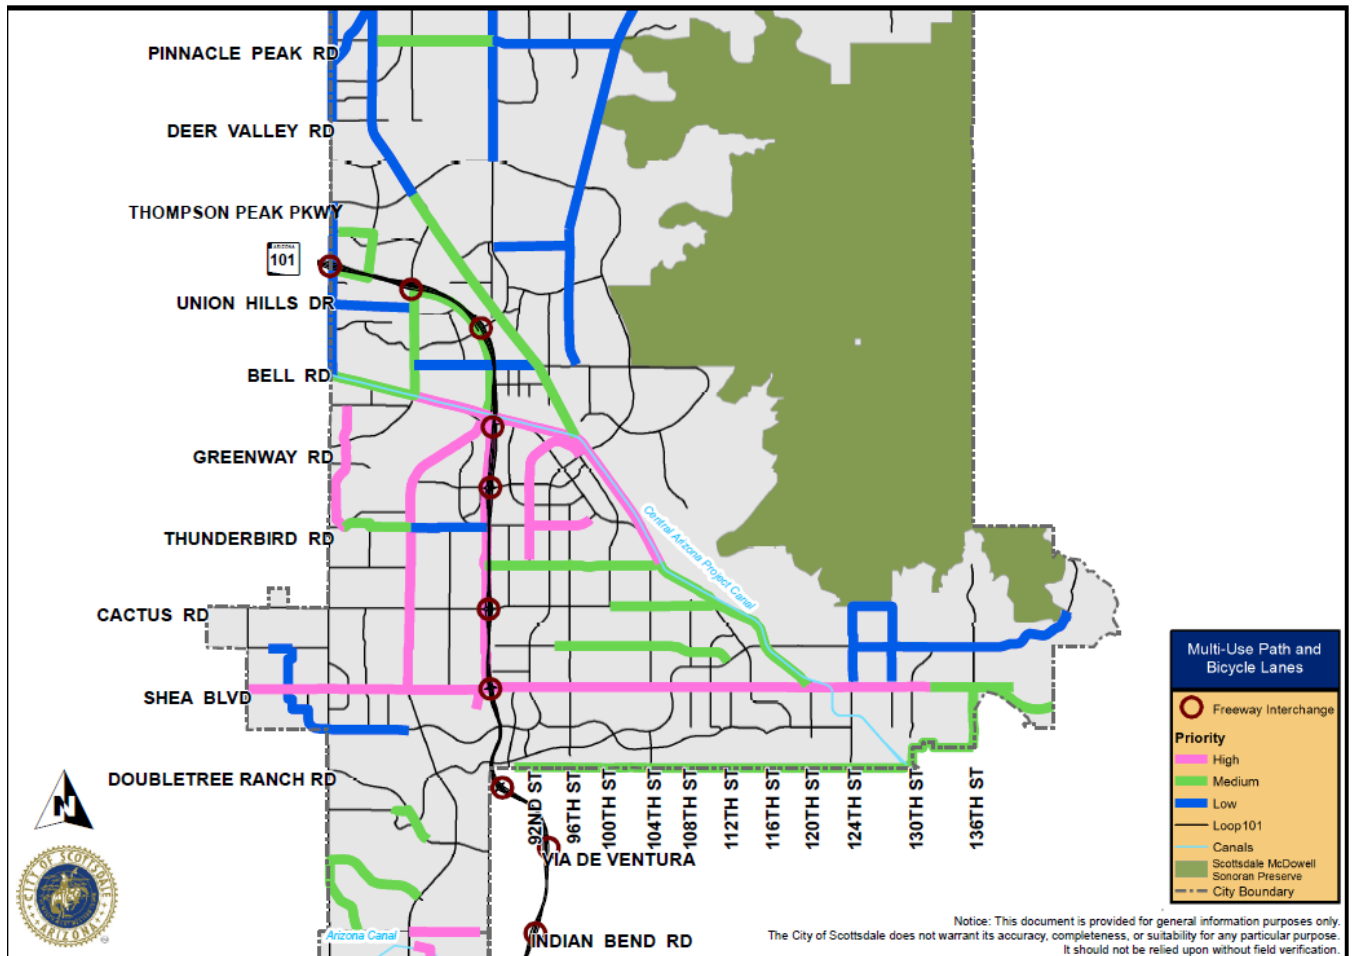 PINNACLE PEAK RD
DEER VALLEY RD
THOMPSON PEAK PKWY
ARIZONA
101
UNION HILLS DR
BELL RD
GREENWAY RD
THUNDERBIRD RD
Central Arizona Project Canal
CACTUS RD
SHEA BLVD
DOUBLETREE RANCH RD
92ND ST
96TH ST
100TH ST
104TH ST
108TH ST
112TH ST
116TH ST
120TH ST
124TH ST
130TH ST
136TH ST
VIA DE VENTURA
Arizona Canal
INDIAN BEND RD
N
CITY OF SCOTTSDALE
ARIZONA
Multi-Use Path and
Bicycle Lanes
Freeway Interchange
Priority
High
Medium
Low
Loop101
Canals
Scottsdale McDowell
Sonoran Preserve
City Boundary
Notice: This document is provided for general information purposes only.
The City of Scottsdale does not warrant its accuracy, completeness, or suitability for any particular purpose.
It should not be relied upon without field verification.